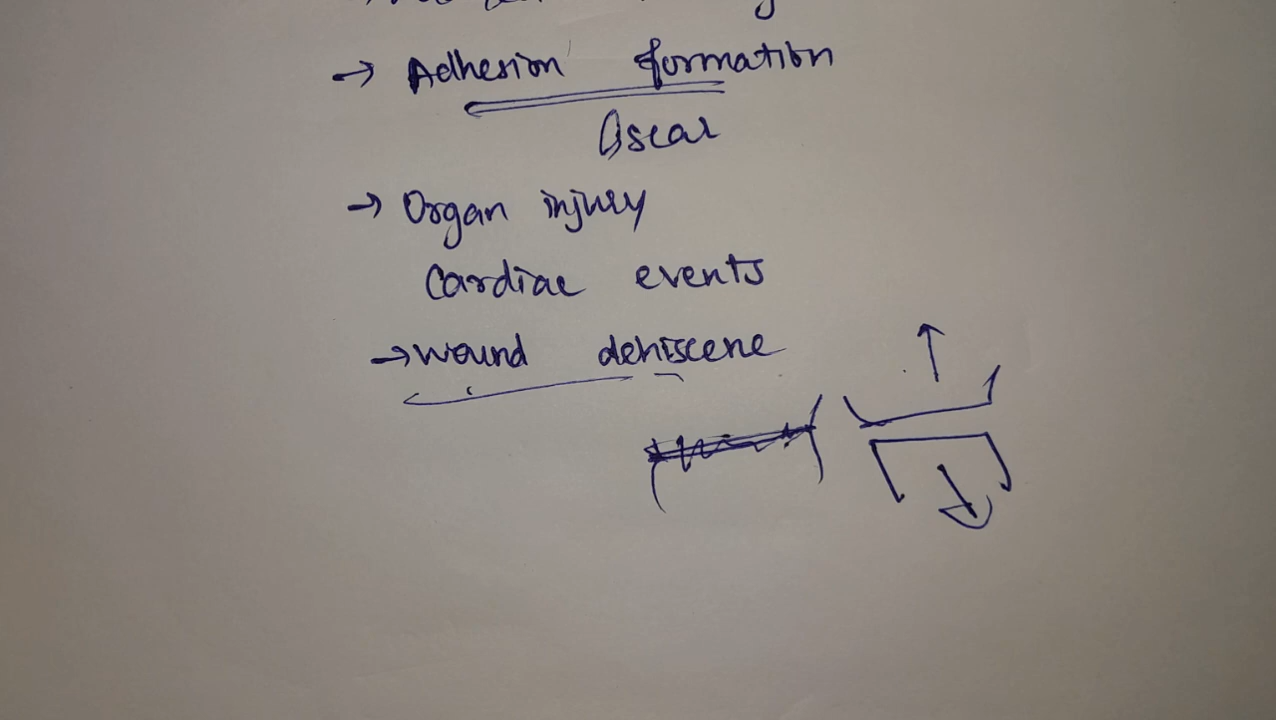 → Adhesion formation
scar
→ Organ injury
Cardiac events
→ wound dehiscene